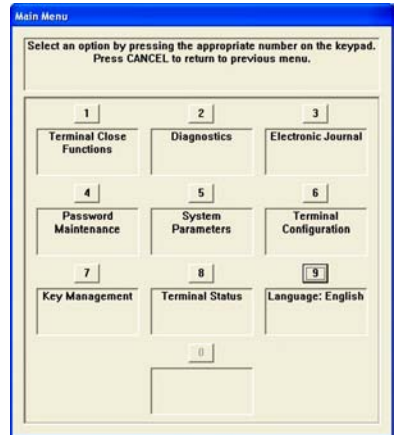 Main Menu
Select an option by pressing the appropriate number on the keypad.
Press CANCEL to return to previous menu.
1
2
3
Terminal Close
Functions
Diagnostics
Electronic Journal
4
5
6
Password
Maintenance
System
Parameters
Terminal
Configuration
7
8
9
Key Management
Terminal Status
Language: English
0